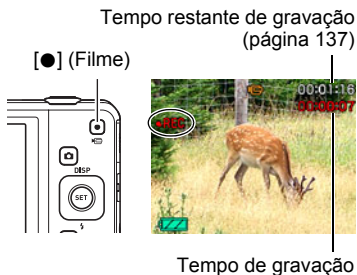 Tempo restante de gravação
(página 137)
[●] (Filme)
00:01:16
00:00:07
●REC
DISP
SET
Tempo de gravação